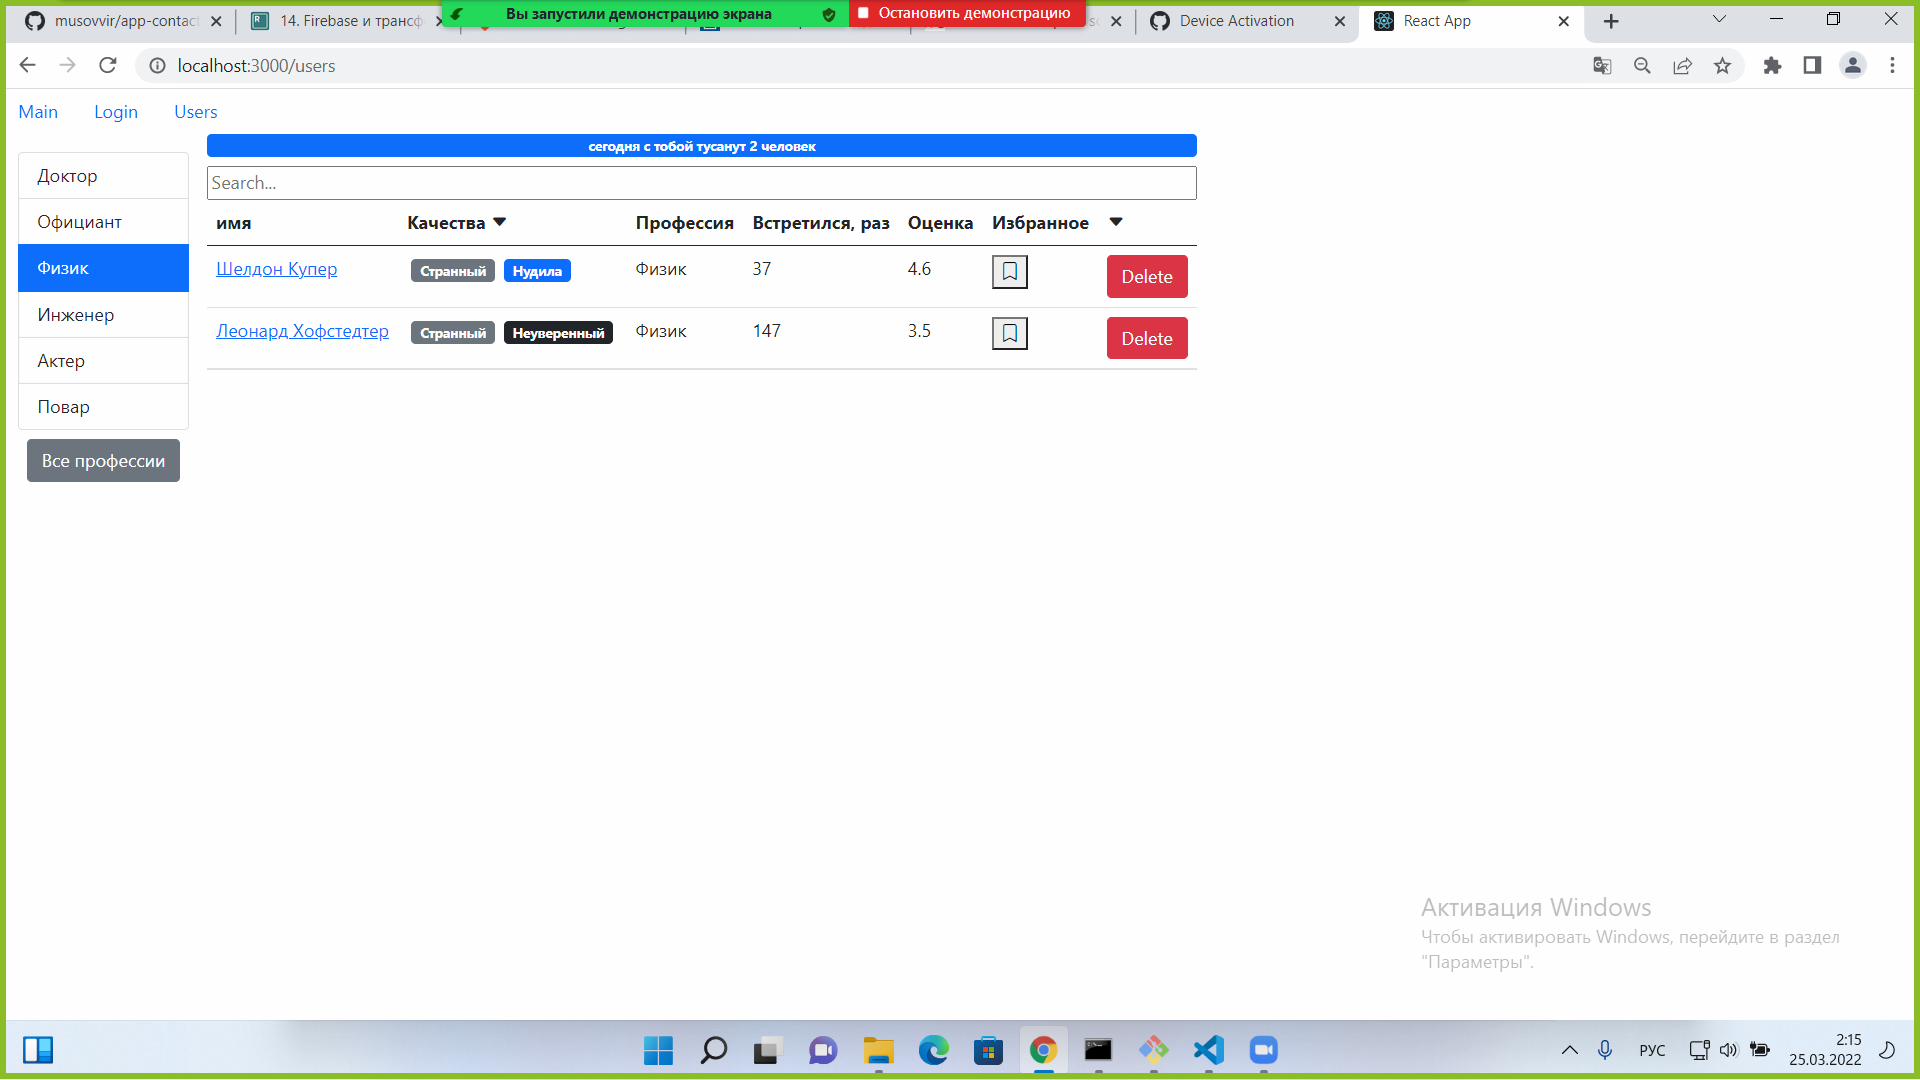 Вы запустили демонстрацию экрана
Остановить демонстрацию
musovvir/app-contact
14. Firebase и трансф
Device Activation
React App
localhost:3000/users
Main Login Users
сегодня с тобой тусанут 2 человек
Search...
Доктор
Официант
Физик
Инженер
Актер
Повар
Все профессии
имя Качества Профессия Встретился, раз Оценка Избранное
Шелдон Купер Странный Нудила Физик 37 4.6 Delete
Леонард Хофстедтер Странный Неуверенный Физик 147 3.5 Delete
Активация Windows
Чтобы активировать Windows, перейдите в раздел
"Параметры".
РУС
2:15
25.03.2022